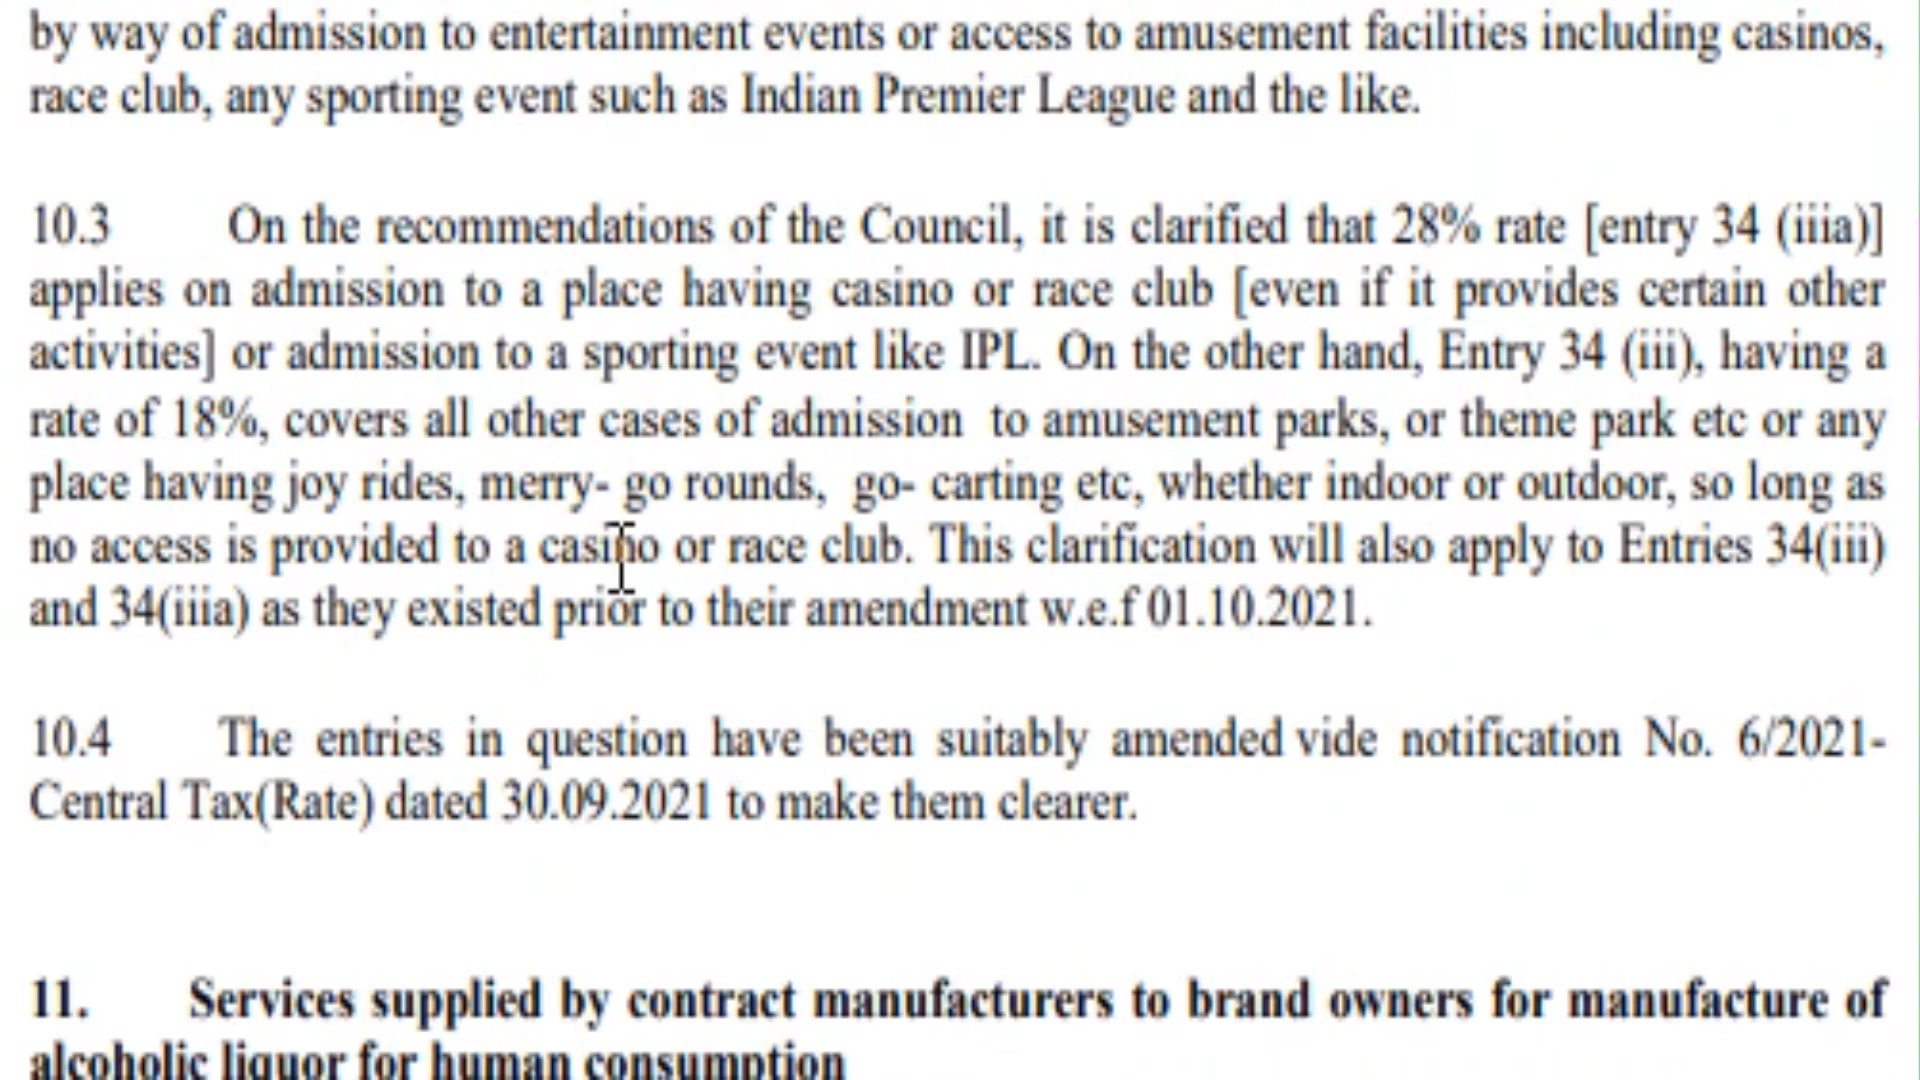 by way of admission to entertainment events or access to amusement facilities including casinos,
race club, any sporting event such as Indian Premier League and the like.
10.3 On the recommendations of the Council, it is clarified that 28% rate [entry 34 (iiia)]
applies on admission to a place having casino or race club [even if it provides certain other
activities] or admission to a sporting event like IPL. On the other hand, Entry 34 (iii), having a
rate of 18%, covers all other cases of admission to amusement parks, or theme park etc or any
place having joy rides, merry- go rounds, go- carting etc, whether indoor or outdoor, so long as
no access is provided to a casino or race club. This clarification will also apply to Entries 34(iii)
and 34(iiia) as they existed prior to their amendment w.e.f 01.10.2021.
10.4 The entries in question have been suitably amended vide notification No. 6/2021-
Central Tax(Rate) dated 30.09.2021 to make them clearer.
11. Services supplied by contract manufacturers to brand owners for manufacture of
alcoholic liquor for human consumption